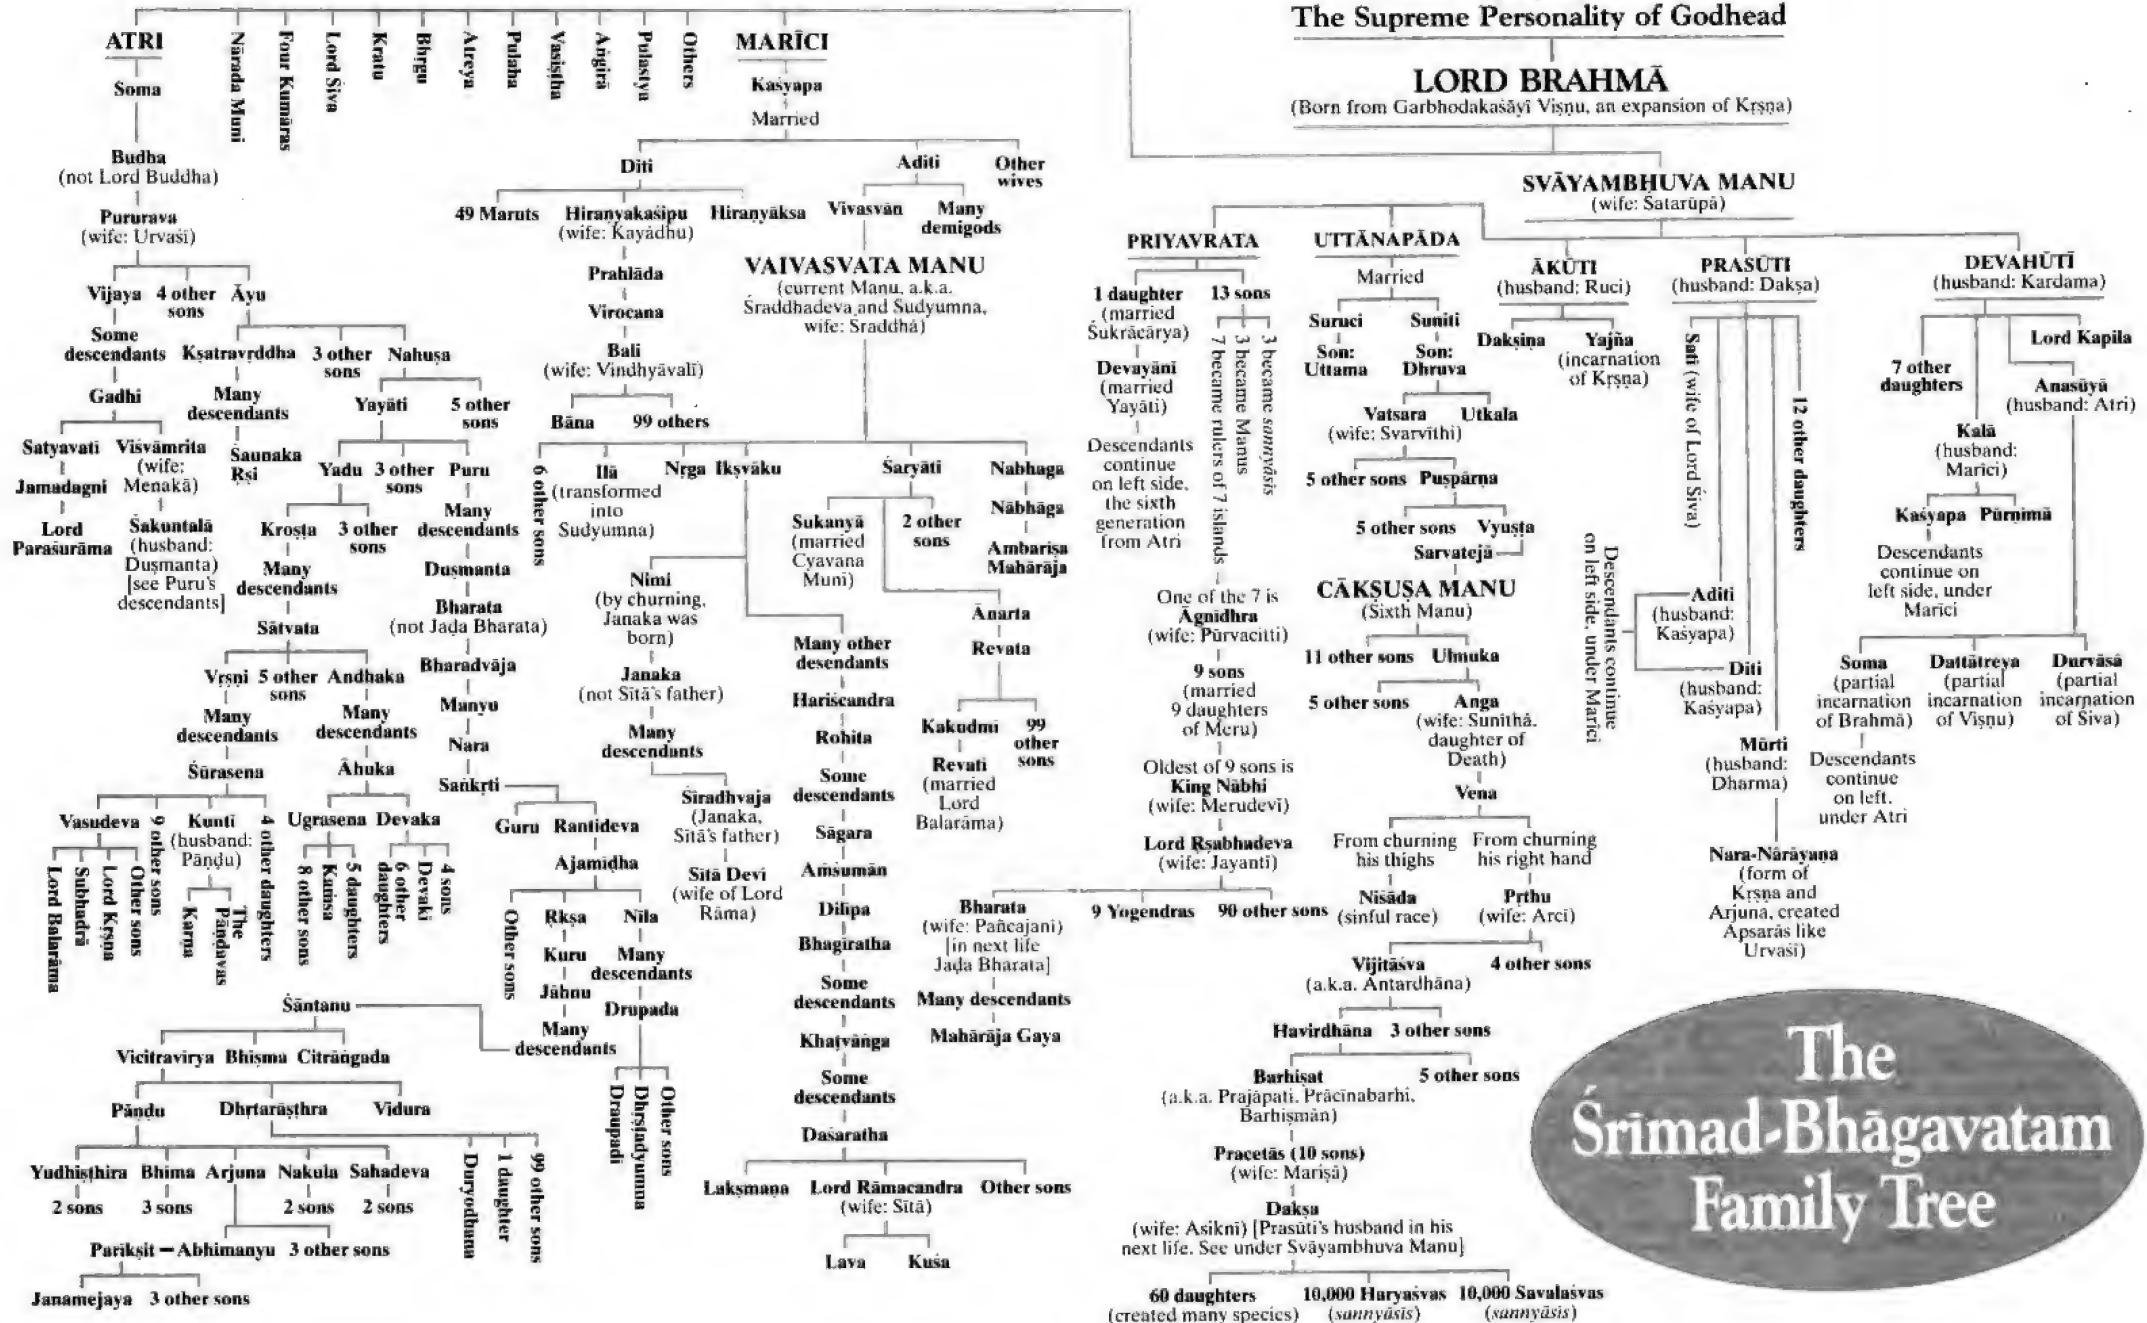 The Supreme Personality of Godhead
LORD BRAHMĀ
(Born from Garbhodakaśāyī Viṣṇu, an expansion of Kṛṣṇa)
ATRI
Nārada Muni
Four Kumāras
Lord Śiva
Kratu
Bhṛgu
Atreya
Pulaha
Vasiṣṭha
Aṅgirā
Pulastya
Others
MARĪCI
Soma
Budha
(not Lord Buddha)
Pururava
(wife: Urvaśī)
Vijaya
4 other
sons
Āyu
Some
descendants
Gadhi
Satyavati
Jamadagni
Lord
Paraśurāma
Viśvāmrita
(wife:
Menakā)
Śakuntalā
(husband:
Duṣmanta)
[see Puru's
descendants]
Kṣatravṛddha
3 other
sons
Nahuṣa
Many
descendants
Śaunaka
Ṛṣi
Yayāti
5 other
sons
Yadu
3 other
sons
Puru
Kroṣṭa
3 other
sons
Many
descendants
Sātvata
Vṛṣṇi
5 other
sons
Andhaka
Many
descendants
Śūrasena
Vasudeva
9 other sons
Kuntī
(husband:
Pāṇḍu)
4 other daughters
Lord Balarāma
Subhadrā
Lord Kṛṣṇa
Other sons
Karṇa
The
Pāṇḍavas
Many
descendants
Āhuka
Ugrasena
Devaka
8 other sons
Kaṁsa
5 daughters
6 other
daughters
Devaki
4 sons
Many
descendants
Duṣmanta
Bharata
(not Jaḍa Bharata)
Bharadvāja
Manyu
Nara
Saṅkṛti
Guru
Rantideva
Ajamīḍha
Other sons
Ṛkṣa
Nīla
Kuru
Jāhnu
Many
descendants
Many
descendants
Drupada
Draupadi
Dhṛṣṭadyumna
Other sons
Śāntanu
Vicitravīrya
Bhīṣma
Citrāṅgada
Pāṇḍu
Dhṛtarāṣṭhra
Vidura
Yudhiṣṭhira
Bhima
Arjuna
Nakula
Sahadeva
2 sons
3 sons
2 sons
2 sons
Duryodhana
1 daughter
99 other sons
Parīkṣit – Abhimanyu
3 other sons
Janamejaya
3 other sons
Kaśyapa
Married
Diti
Aditi
Other
wives
49 Maruts
Hiraṇyakaśipu
(wife: Kayādhu)
Hiraṇyākṣa
Prahlāda
Virocana
Bali
(wife: Vindhyāvalī)
Bāna
99 others
Vivasvān
Many
demigods
VAIVASVATA MANU
(current Manu, a.k.a.
Śraddhadeva and Sudyumna,
wife: Śraddhā)
6 other sons
Ilā
(transformed
into
Sudyumna)
Nṛga
Ikṣvāku
Śaryāti
Nabhaga
Nimi
(by churning,
Janaka was
born)
Janaka
(not Sītā's father)
Many
descendants
Śīradhvaja
(Janaka,
Sītā's father)
Sitā Devi
(wife of Lord
Rāma)
Many other
desendants
Hariścandra
Rohita
Some
descendants
Sāgara
Aṁsumān
Dilipa
Bhagiratha
Some
descendants
Khaṭvāṅga
Some
descendants
Daśaratha
Lakṣmaṇa
Lord Rāmacandra
(wife: Sītā)
Other sons
Lava
Kuśa
Sukanyā
(married
Cyavana
Muni)
2 other
sons
Ānarta
Revata
Kakudmi
99
other
sons
Revati
(married
Lord
Balarāma)
Nābhāga
Ambariṣa
Mahārāja
SVĀYAMBHUVA MANU
(wife: Śatarūpā)
PRIYAVRATA
1 daughter
(married
Śukrācārya)
Devayānī
(married
Yayāti)
Descendants
continue
on left side,
the sixth
generation
from Atri
13 sons
7 became rulers of 7 islands
3 became Manus
3 became sannyāsis
One of the 7 is
Āgnidhra
(wife: Pūrvacitti)
9 sons
(married
9 daughters
of Meru)
Oldest of 9 sons is
King Nābhi
(wife: Merudevī)
Lord Ṛṣabhadeva
(wife: Jayantī)
Bharata
(wife: Pañcajani)
[in next life
Jaḍa Bharata]
9 Yogendras
90 other sons
Many descendants
Mahārāja Gaya
UTTĀNAPĀDA
Married
Suruci
Son:
Uttama
Suniti
Son:
Dhruva
Vatsara
(wife: Svarvīthi)
Utkala
5 other sons
Puṣpārṇa
5 other sons
Vyuṣṭa
Sarvatejā
CĀKṢUṢA MANU
(Sixth Manu)
11 other sons
Ulmuka
5 other sons
Anga
(wife: Sunīthā,
daughter of
Death)
Vena
From churning
his thighs
From churning
his right hand
Niśāda
(sinful race)
Pṛthu
(wife: Arci)
Vijitāśva
(a.k.a. Antardhāna)
4 other sons
Havirdhāna
3 other sons
Barhiṣat
(a.k.a. Prajāpati, Prācīnabarhi,
Barhiṣmān)
5 other sons
Pracetās (10 sons)
(wife: Mariṣā)
Dakṣa
(wife: Asiknī) [Prasūti's husband in his
next life. See under Svāyambhuva Manu]
60 daughters
(created many species)
10,000 Haryaśvas
(sannyāsis)
10,000 Savalaśvas
(sannyāsis)
ĀKŪTI
(husband: Ruci)
Dakṣiṇa
Yajña
(incarnation
of Kṛṣṇa)
PRASŪTI
(husband: Dakṣa)
Satī (wife of Lord Śiva)
12 other daughters
Aditi
(husband:
Kaśyapa)
Diti
(husband:
Kaśyapa)
Descendants continue
on left side, under Marīci
Mūrti
(husband:
Dharma)
Nara-Nārāyaṇa
(form of
Kṛṣṇa and
Arjuna, created
Apsarās like
Urvaśī)
DEVAHŪTĪ
(husband: Kardama)
7 other
daughters
Lord Kapila
Anasūyā
(husband: Atri)
Kalā
(husband:
Marīci)
Kaśyapa
Pūrṇimā
Descendants
continue on
left side, under
Marīci
Soma
(partial
incarnation
of Brahmā)
Dattātreya
(partial
incarnation
of Viṣṇu)
Durvāsā
(partial
incarnation
of Śiva)
Descendants
continue
on left,
under Atri
The
Śrīmad-Bhāgavatam
Family Tree